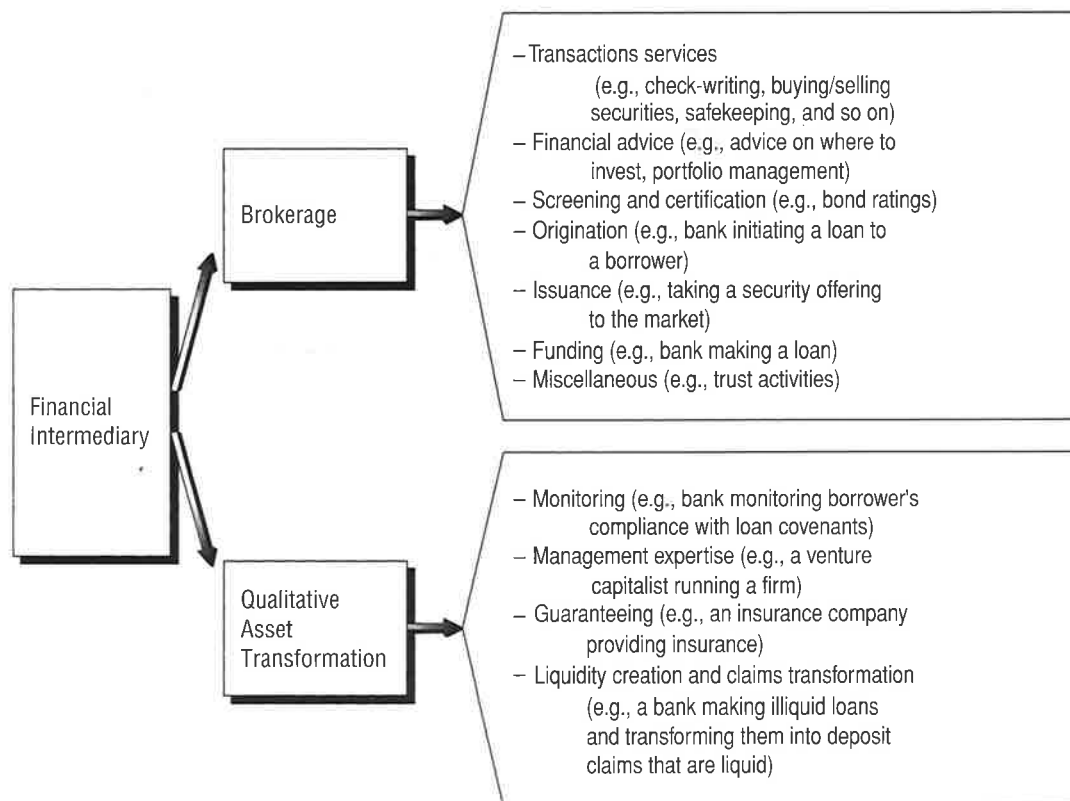 Financial
Intermediary
Brokerage
– Transactions services
(e.g., check-writing, buying/selling
securities, safekeeping, and so on)
– Financial advice (e.g., advice on where to
invest, portfolio management)
– Screening and certification (e.g., bond ratings)
– Origination (e.g., bank initiating a loan to
a borrower)
– Issuance (e.g., taking a security offering
to the market)
– Funding (e.g., bank making a loan)
– Miscellaneous (e.g., trust activities)
Qualitative
Asset
Transformation
– Monitoring (e.g., bank monitoring borrower's
compliance with loan covenants)
– Management expertise (e.g., a venture
capitalist running a firm)
– Guaranteeing (e.g., an insurance company
providing insurance)
– Liquidity creation and claims transformation
(e.g., a bank making illiquid loans
and transforming them into deposit
claims that are liquid)